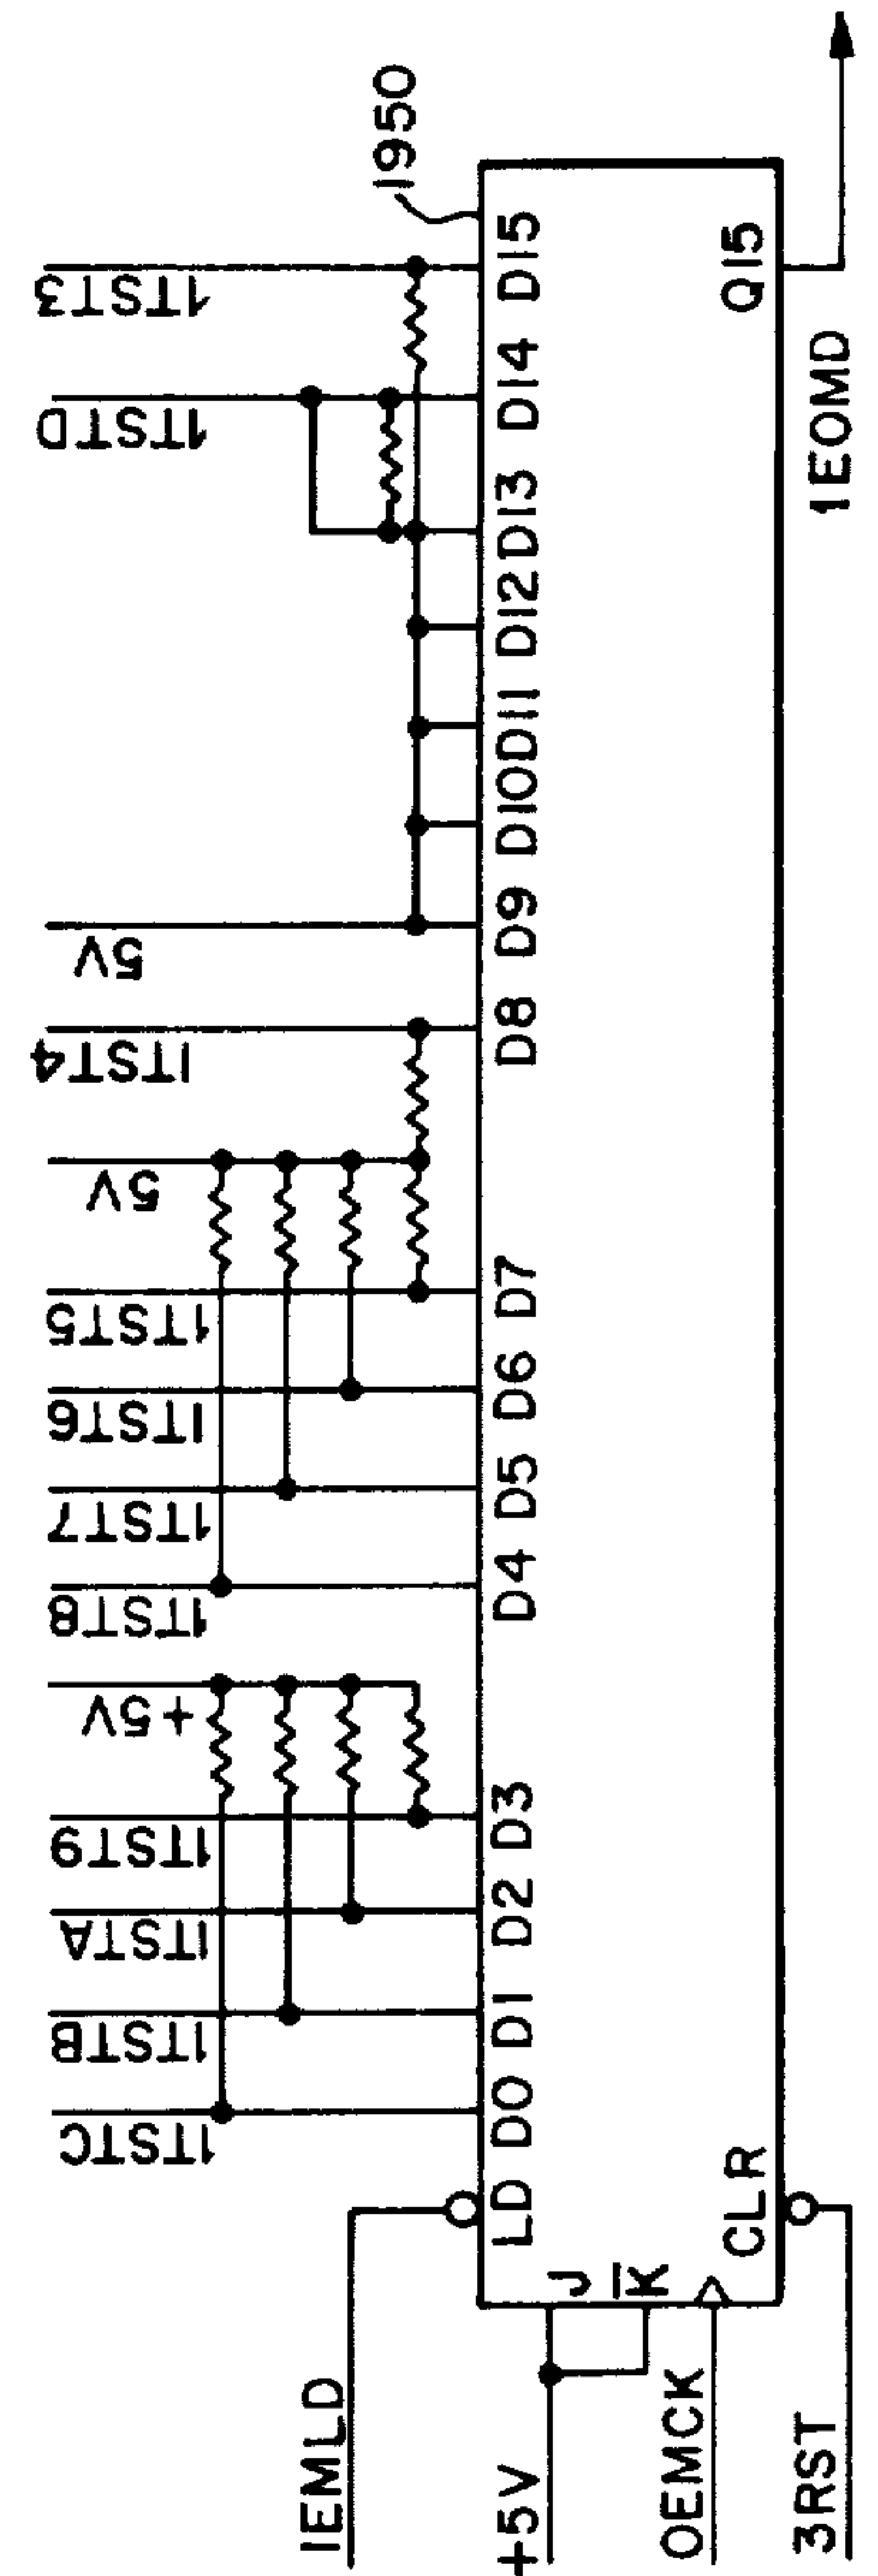 1950
1TST3
1TSTD
5V
1TST4
5V
1TST5
1TST6
1TST7
1TST8
+5V
1TST9
1TSTA
1TSTB
1TSTC
D15
D14
D13
D12
D11
D10
D9
D8
D7
D6
D5
D4
D3
D2
D1
D0
LD
J
K
CLR
Q15
1EOMD
1EMLD
+5V
OEMCK
3RST